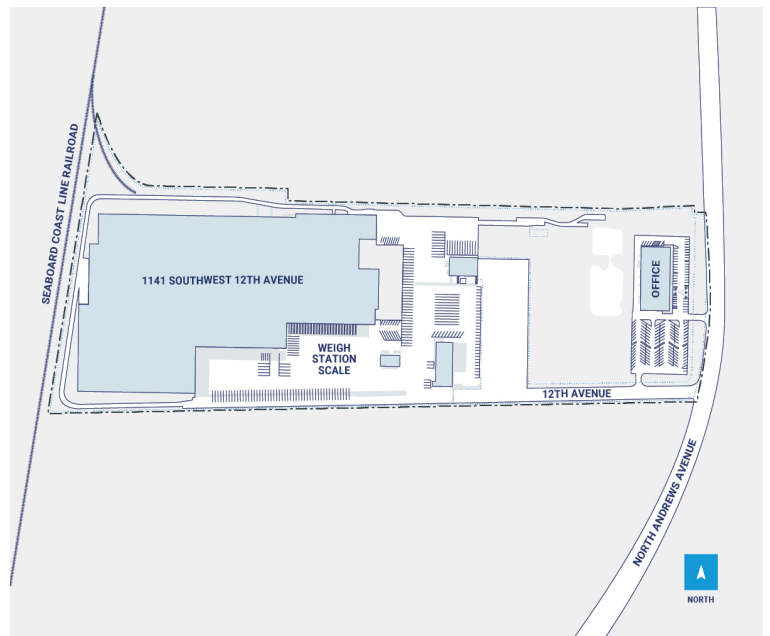 SEABOARD COAST LINE RAILROAD
1141 SOUTHWEST 12TH AVENUE
OFFICE
WEIGH
STATION
SCALE
12TH AVENUE
NORTH ANDREWS AVENUE
NORTH